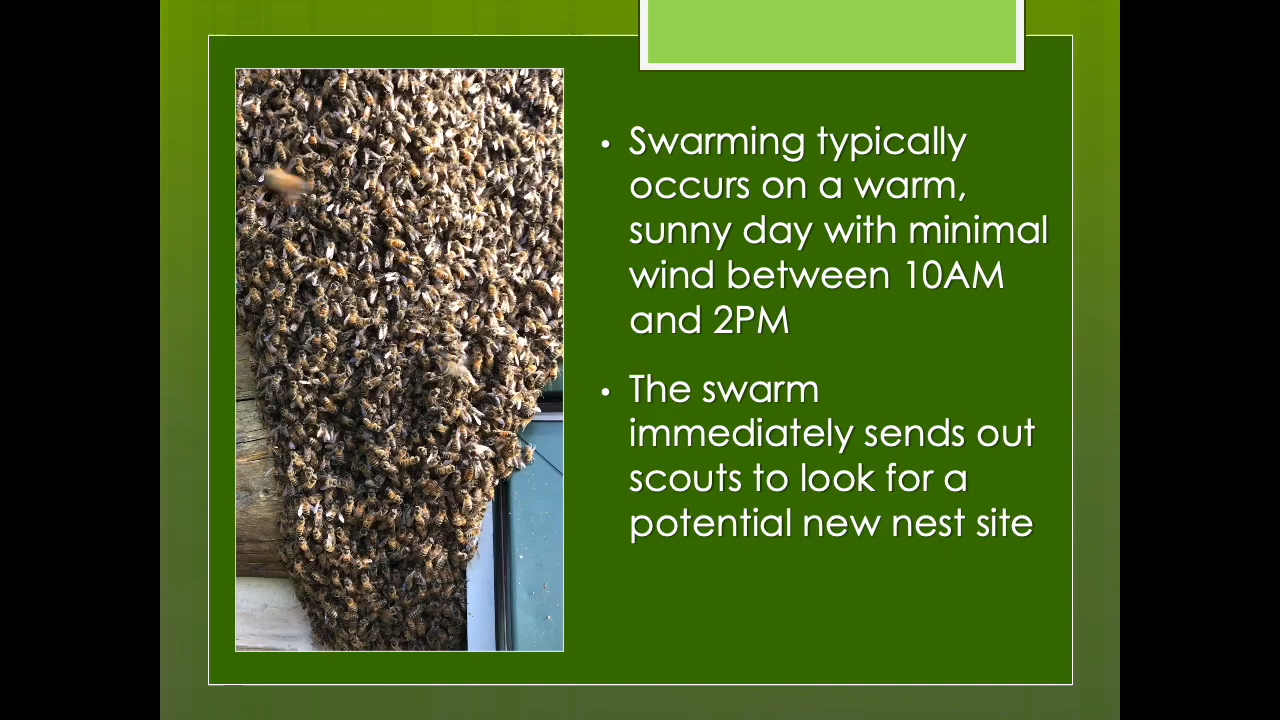 • Swarming typically
occurs on a warm,
sunny day with minimal
wind between 10AM
and 2PM
• The swarm
immediately sends out
scouts to look for a
potential new nest site